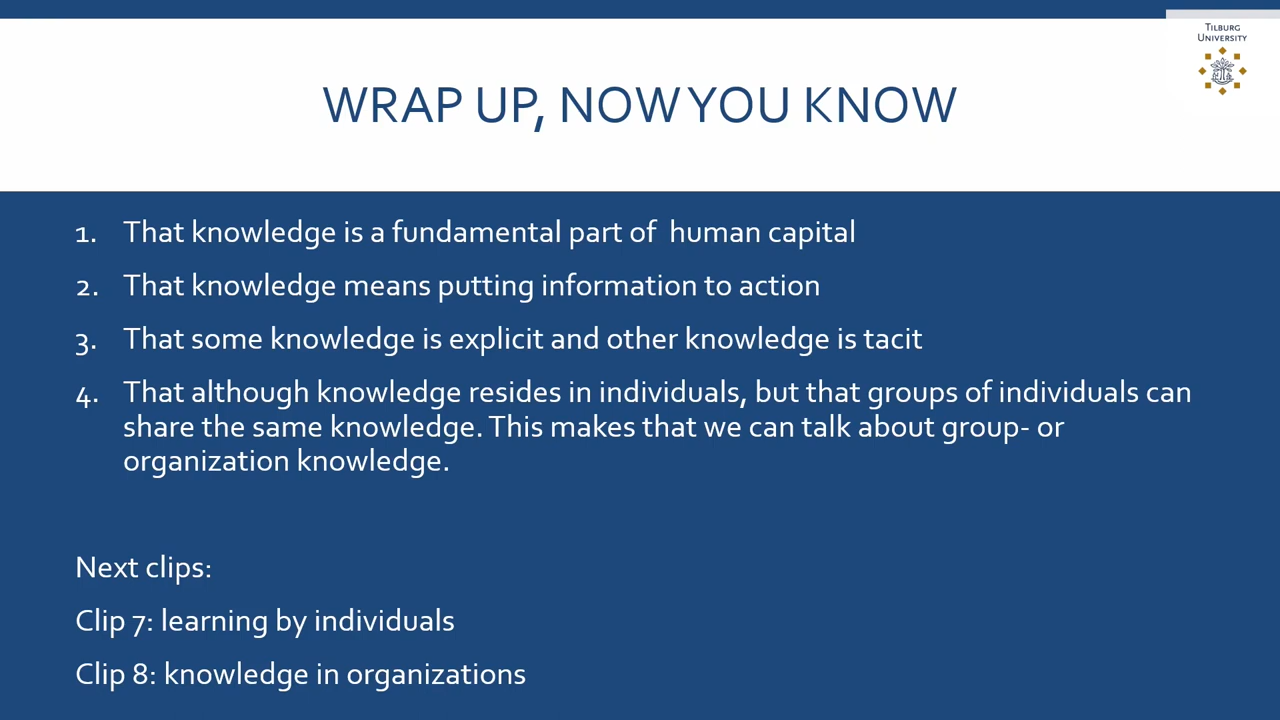 TILBURG
UNIVERSITY
WRAP UP, NOW YOU KNOW
1. That knowledge is a fundamental part of  human capital
2. That knowledge means putting information to action
3. That some knowledge is explicit and other knowledge is tacit
4. That although knowledge resides in individuals, but that groups of individuals can
share the same knowledge. This makes that we can talk about group- or
organization knowledge.
Next clips:
Clip 7: learning by individuals
Clip 8: knowledge in organizations